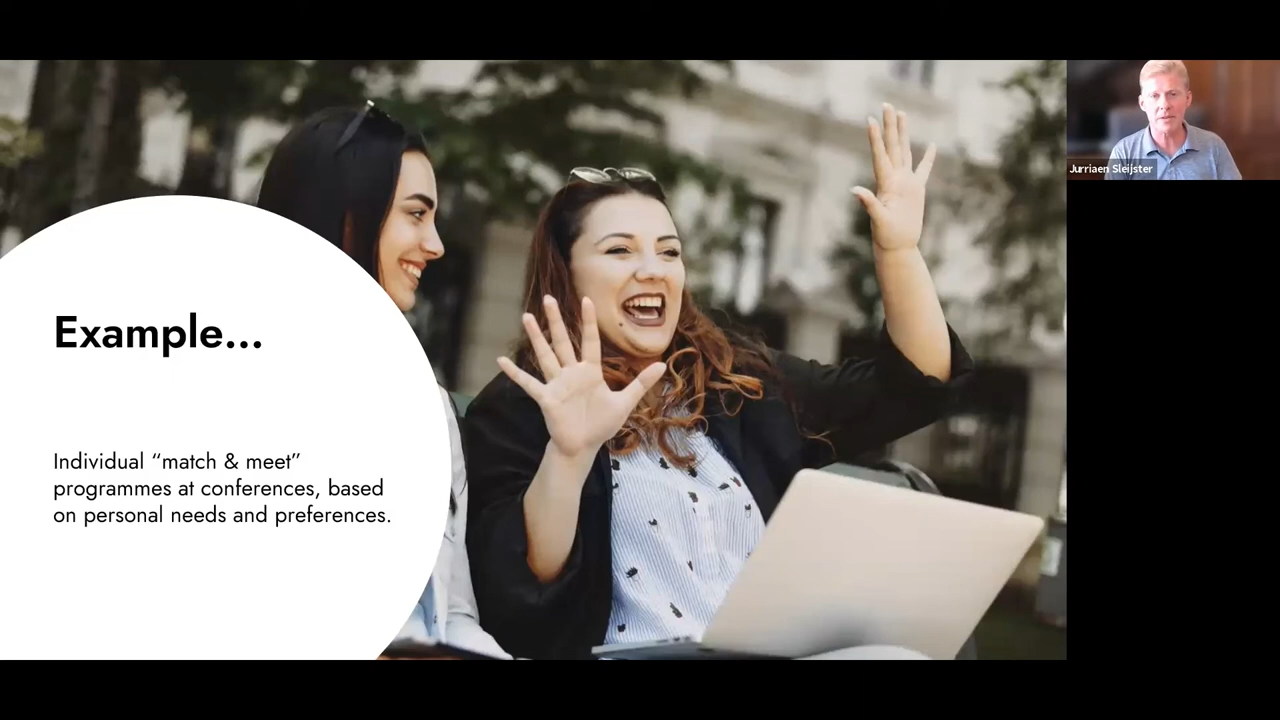 Jurriaen Sleijster
Example...
Individual “match & meet”
programmes at conferences, based
on personal needs and preferences.